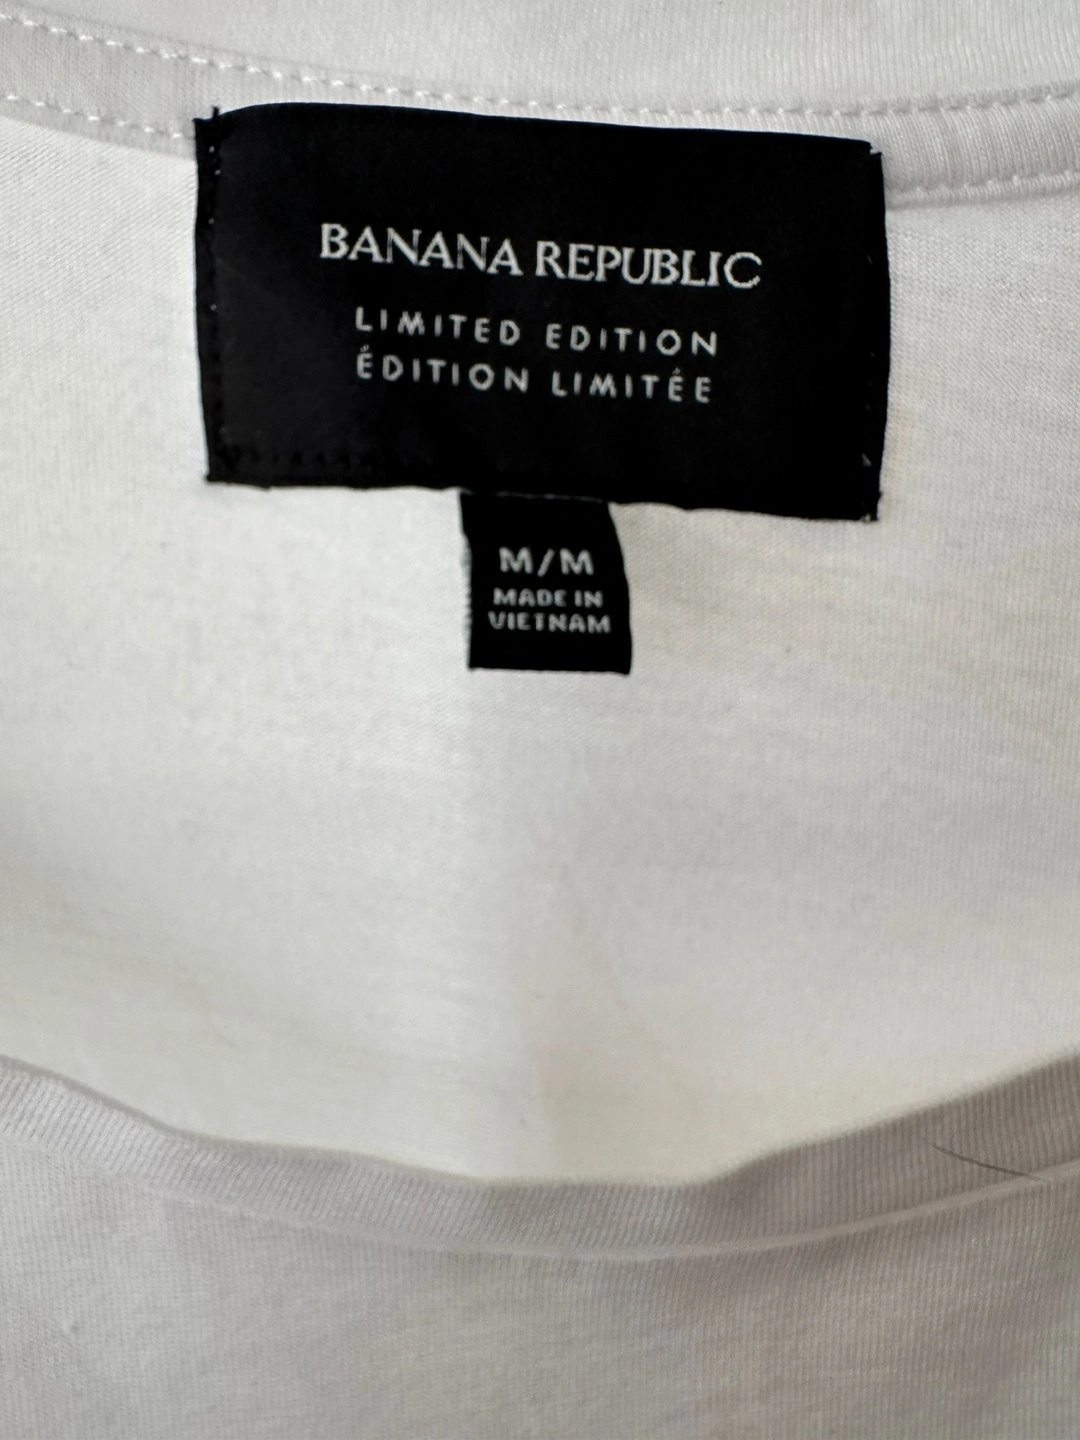 BANANA REPUBLIC
LIMITED EDITION
ÉDITION LIMITÉE
M/M
MADE IN
VIETNAM